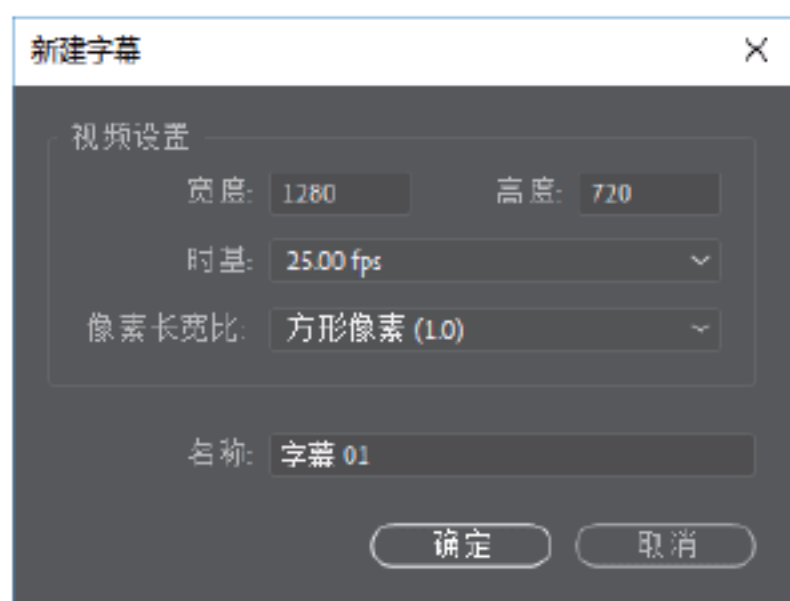 新建字幕
视频设置
宽度: 1280 高度: 720
时基: 25.00 fps
像素长宽比: 方形像素 (1.0)
名称: 字幕 01
确定 取消